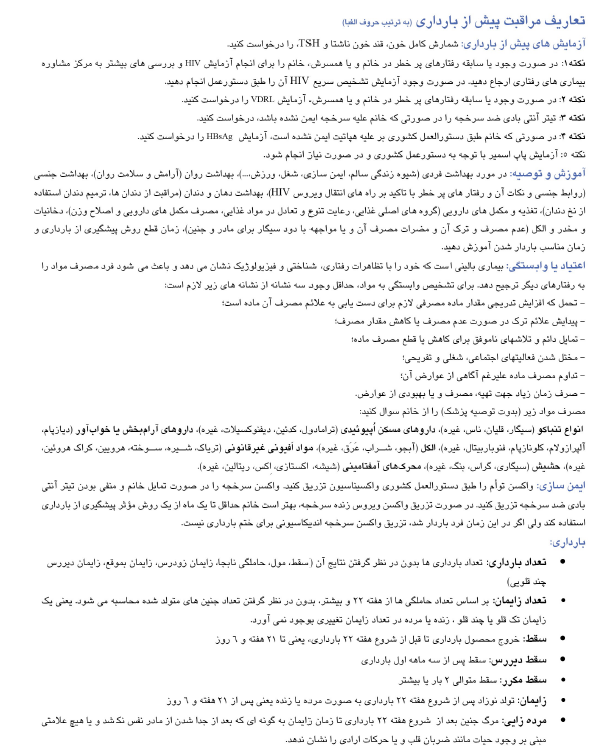 تعاریف مراقبت پیش از بارداری (به ترتیب حروف الفبا)
آزمایش های پیش از بارداری: شمارش کامل خون، قند خون ناشتا و TSH، را درخواست کنید.
نکته ۱: در صورت وجود یا سابقه رفتارهای پر خطر در خانم و یا همسرش، خانم را برای انجام آزمایش HIV و بررسی های بیشتر به مرکز مشاوره
بیماری های رفتاری ارجاع دهید. در صورت وجود آزمایش تشخیص سریع HIV آن را طبق دستورعمل انجام دهید.
نکته ۲: در صورت وجود یا سابقه رفتارهای پر خطر در خانم و یا همسرش، آزمایش VDRL را درخواست کنید.
نکته ۳: تیتر آنتی بادی ضد سرخجه را در صورتی که خانم علیه سرخجه ایمن نشده باشد، درخواست کنید.
نکته ۴: در صورتی که خانم طبق دستورالعمل کشوری بر علیه هپاتیت ایمن نشده است، آزمایش HBsAg را درخواست کنید.
نکته ۵: آزمایش پاپ اسمیر با توجه به دستورعمل کشوری و در صورت نیاز انجام شود.
آموزش و توصیه: در مورد بهداشت فردی (شیوه زندگی سالم، ایمن سازی، شغل، ورزش،...)، بهداشت روان (آرامش و سلامت روان)، بهداشت جنسی
(روابط جنسی و نکات آن و رفتار های پر خطر با تاکید بر راه های انتقال ویروس HIV)، بهداشت دهان و دندان (مراقبت از دندان ها، ترمیم دندان استفاده
از نخ دندان)، تغذیه و مکمل های دارویی (گروه های اصلی غذایی، رعایت تنوع و تعادل در مواد غذایی، مصرف مکمل های دارویی و اصلاح وزن)، دخانیات
و مخدر و الکل (عدم مصرف و ترک آن و مضرات مصرف آن و یا مواجهه با دود سیگار برای مادر و جنین)، زمان قطع روش پیشگیری از بارداری و
زمان مناسب باردار شدن آموزش دهید.
اعتیاد یا وابستگی: بیماری بالینی است که خود را با تظاهرات رفتاری، شناختی و فیزیولوژیک نشان می دهد و باعث می شود فرد مصرف مواد را
به رفتارهای دیگر ترجیح دهد. برای تشخیص وابستگی به مواد، حداقل وجود سه نشانه از نشانه های زیر لازم است:
– تحمل که افزایش تدریجی مقدار ماده مصرفی لازم برای دست یابی به علائم مصرف آن ماده است؛
– پیدایش علائم ترک در صورت عدم مصرف یا کاهش مقدار مصرف؛
– تمایل دائم و تلاشهای ناموفق برای کاهش یا قطع مصرف ماده؛
– مختل شدن فعالیتهای اجتماعی، شغلی و تفریحی؛
– تداوم مصرف ماده علیرغم آگاهی از عوارض آن؛
– صرف زمان زیاد جهت تهیه، مصرف و یا بهبودی از عوارض.
مصرف مواد زیر (بدون توصیه پزشک) را از خانم سوال کنید:
انواع تنباکو (سیگار، قلیان، ناس، غیره)، داروهای مسکن اُپیوئیدی (ترامادول، کدئین، دیفنوکسیلات، غیره)، داروهای آرام‌بخش یا خواب‌آور (دیازپام،
آلپرازولام، کلونازپام، فنوباربیتال، غیره)، الکل (آبجو، شـراب، عَرَق، غیره)، مواد افیونی غیرقانونی (تریاک، شـیره، سـوخته، هرویین، کراک هروئین،
غیره)، حشیش (سیگاری، گراس، بنگ، غیره)، محرک‌های آمفتامینی (شیشه، اکستازی، اِکس، ریتالین، غیره).
ایمن سازی: واکسن توأم را طبق دستورالعمل کشوری واکسیناسیون تزریق کنید. واکسن سرخجه را در صورت تمایل خانم و منفی بودن تیتر آنتی
بادی ضد سرخجه تزریق کنید. در صورت تزریق واکسن ویروس زنده سرخجه، بهتر است خانم حداقل تا یک ماه از یک روش مؤثر پیشگیری از بارداری
استفاده کند ولی اگر در این زمان فرد باردار شد، تزریق واکسن سرخجه اندیکاسیونی برای ختم بارداری نیست.
بارداری:
• تعداد بارداری: تعداد بارداری ها بدون در نظر گرفتن نتایج آن (سقط، مول، حاملگی نابجا، زایمان زودرس، زایمان بموقع، زایمان دیررس
چند قلویی)
• تعداد زایمان: بر اساس تعداد حاملگی ها از هفته ۲۲ و بیشتر، بدون در نظر گرفتن تعداد جنین های متولد شده محاسبه می شود. یعنی یک
زایمان تک قلو یا چند قلو ، زنده یا مرده در تعداد زایمان تغییری بوجود نمی آورد.
• سقط: خروج محصول بارداری تا قبل از شروع هفته ۲۲ بارداری، یعنی تا ۲۱ هفته و ٦ روز
• سقط دیررس: سقط پس از سه ماهه اول بارداری
• سقط مکرر: سقط متوالی ۲ بار یا بیشتر
• زایمان: تولد نوزاد پس از شروع هفته ۲۲ بارداری به صورت مرده یا زنده یعنی پس از ۲۱ هفته و ٦ روز
• مرده زایی: مرگ جنین بعد از شروع هفته ۲۲ بارداری تا زمان زایمان به گونه ای که بعد از جدا شدن از مادر نفس نکشد و یا هیچ علامتی
مبنی بر وجود حیات مانند ضربان قلب و یا حرکات ارادی را نشان ندهد.